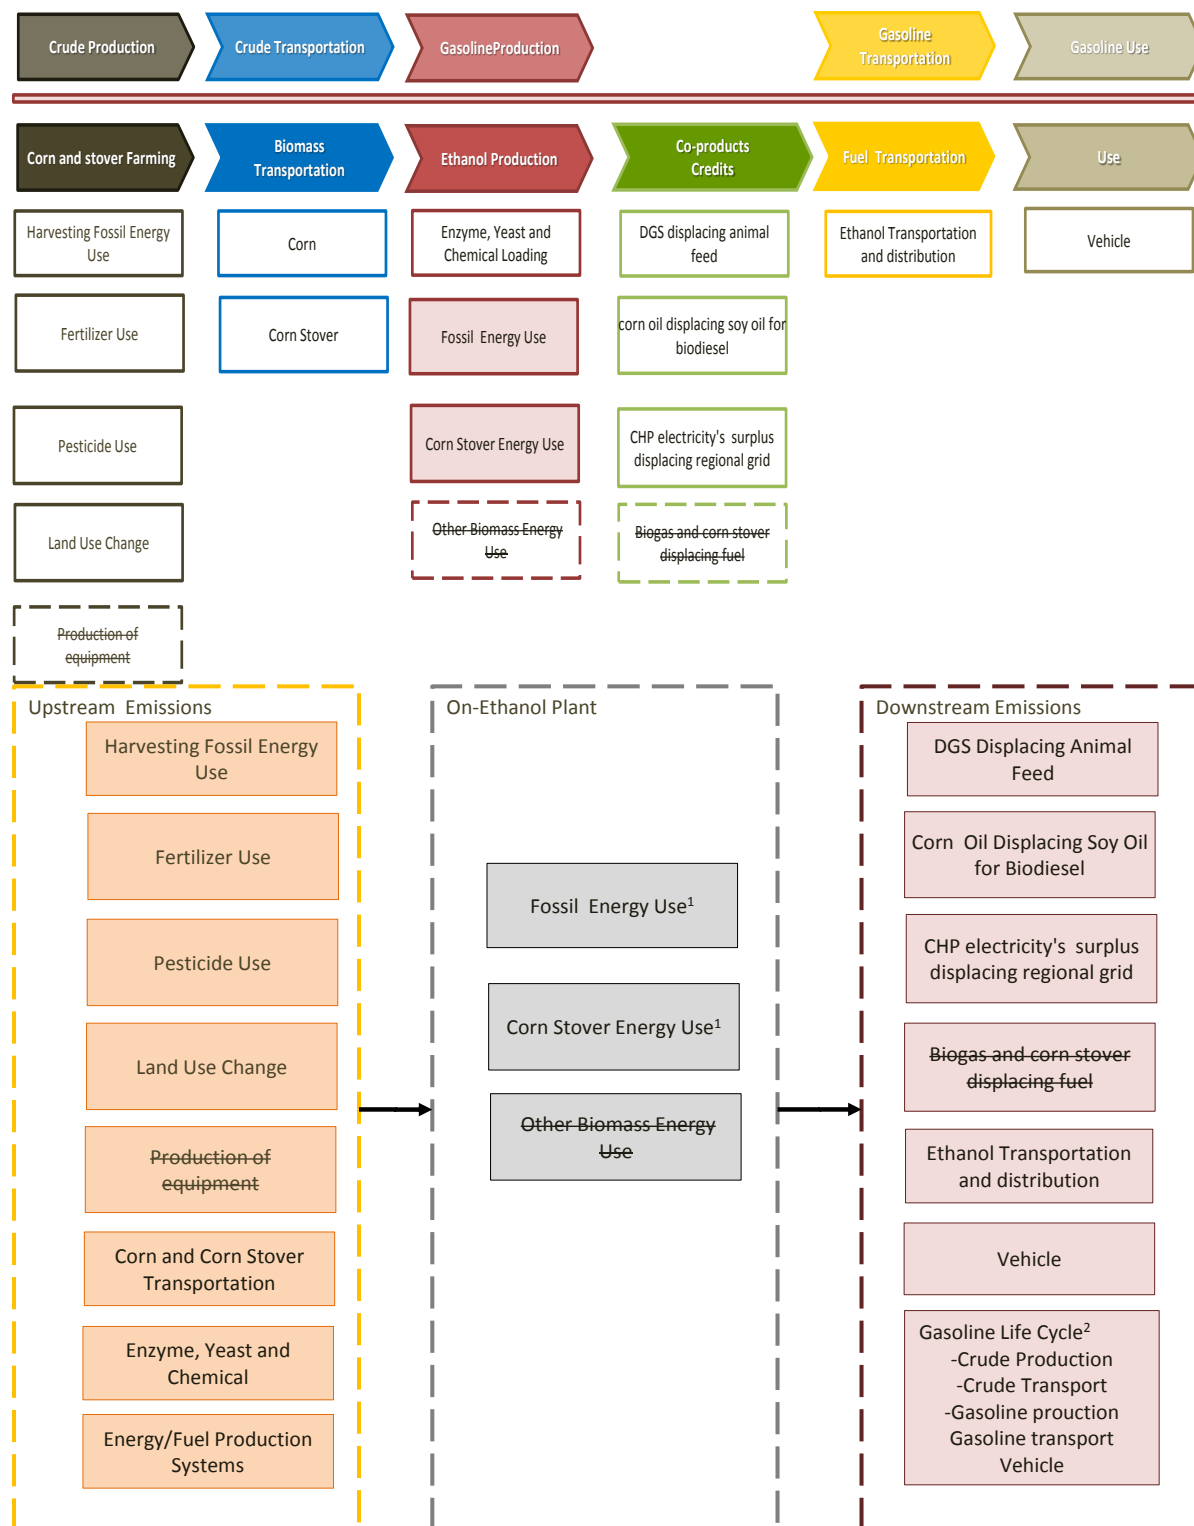 Crude Production
Crude Transportation
GasolineProduction
Gasoline
Transportation
Gasoline Use
Corn and stover Farming
Biomass
Transportation
Ethanol Production
Co-products
Credits
Fuel Transportation
Use
Harvesting Fossil Energy
Use
Corn
Enzyme, Yeast and
Chemical Loading
DGS displacing animal
feed
Ethanol Transportation
and distribution
Vehicle
Fertilizer Use
Corn Stover
Fossil Energy Use
corn oil displacing soy oil for
biodiesel
Pesticide Use
Corn Stover Energy Use
CHP electricity's surplus
displacing regional grid
Land Use Change
Other Biomass Energy
Use
Biogas and corn stover
displacing fuel
Production of
equipment
Upstream Emissions
Harvesting Fossil Energy
Use
Fertilizer Use
Pesticide Use
Land Use Change
Production of
equipment
Corn and Corn Stover
Transportation
Enzyme, Yeast and
Chemical
Energy/Fuel Production
Systems
On-Ethanol Plant
Fossil Energy Use¹
Corn Stover Energy Use¹
Other Biomass Energy
Use
Downstream Emissions
DGS Displacing Animal
Feed
Corn Oil Displacing Soy Oil
for Biodiesel
CHP electricity's surplus
displacing regional grid
Biogas and corn stover
displacing fuel
Ethanol Transportation
and distribution
Vehicle
Gasoline Life Cycle²
-Crude Production
-Crude Transport
-Gasoline prouction
Gasoline transport
Vehicle